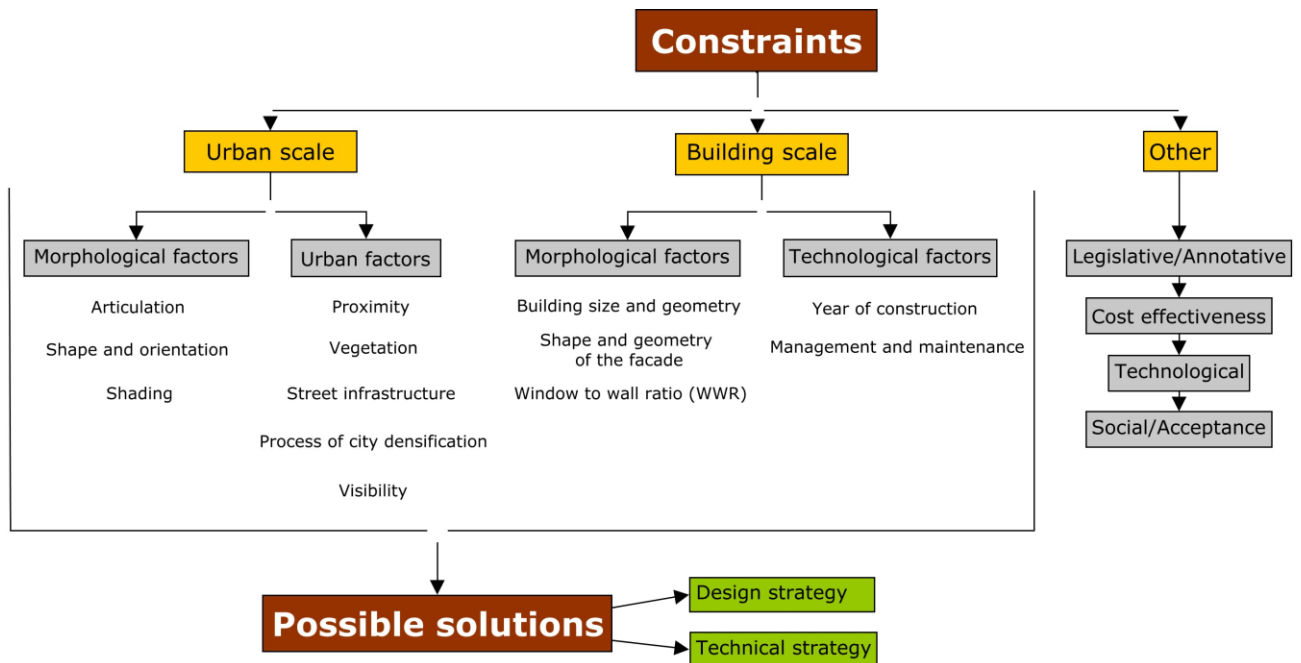 Constraints
Urban scale
Building scale
Other
Morphological factors
Urban factors
Morphological factors
Technological factors
Legislative/Annotative
Articulation
Proximity
Building size and geometry
Year of construction
Cost effectiveness
Shape and orientation
Vegetation
Shape and geometry
of the facade
Management and maintenance
Technological
Shading
Street infrastructure
Window to wall ratio (WWR)
Social/Acceptance
Process of city densification
Visibility
Possible solutions
Design strategy
Technical strategy